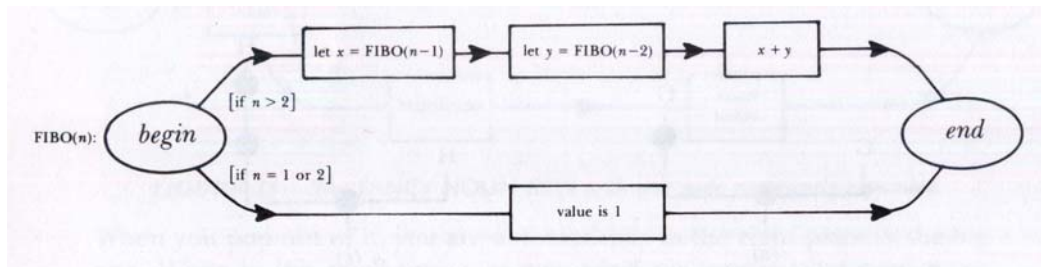 let x = FIBO(n−1)
let y = FIBO(n−2)
x + y
[if n > 2]
FIBO(n):
begin
end
[if n = 1 or 2]
value is 1